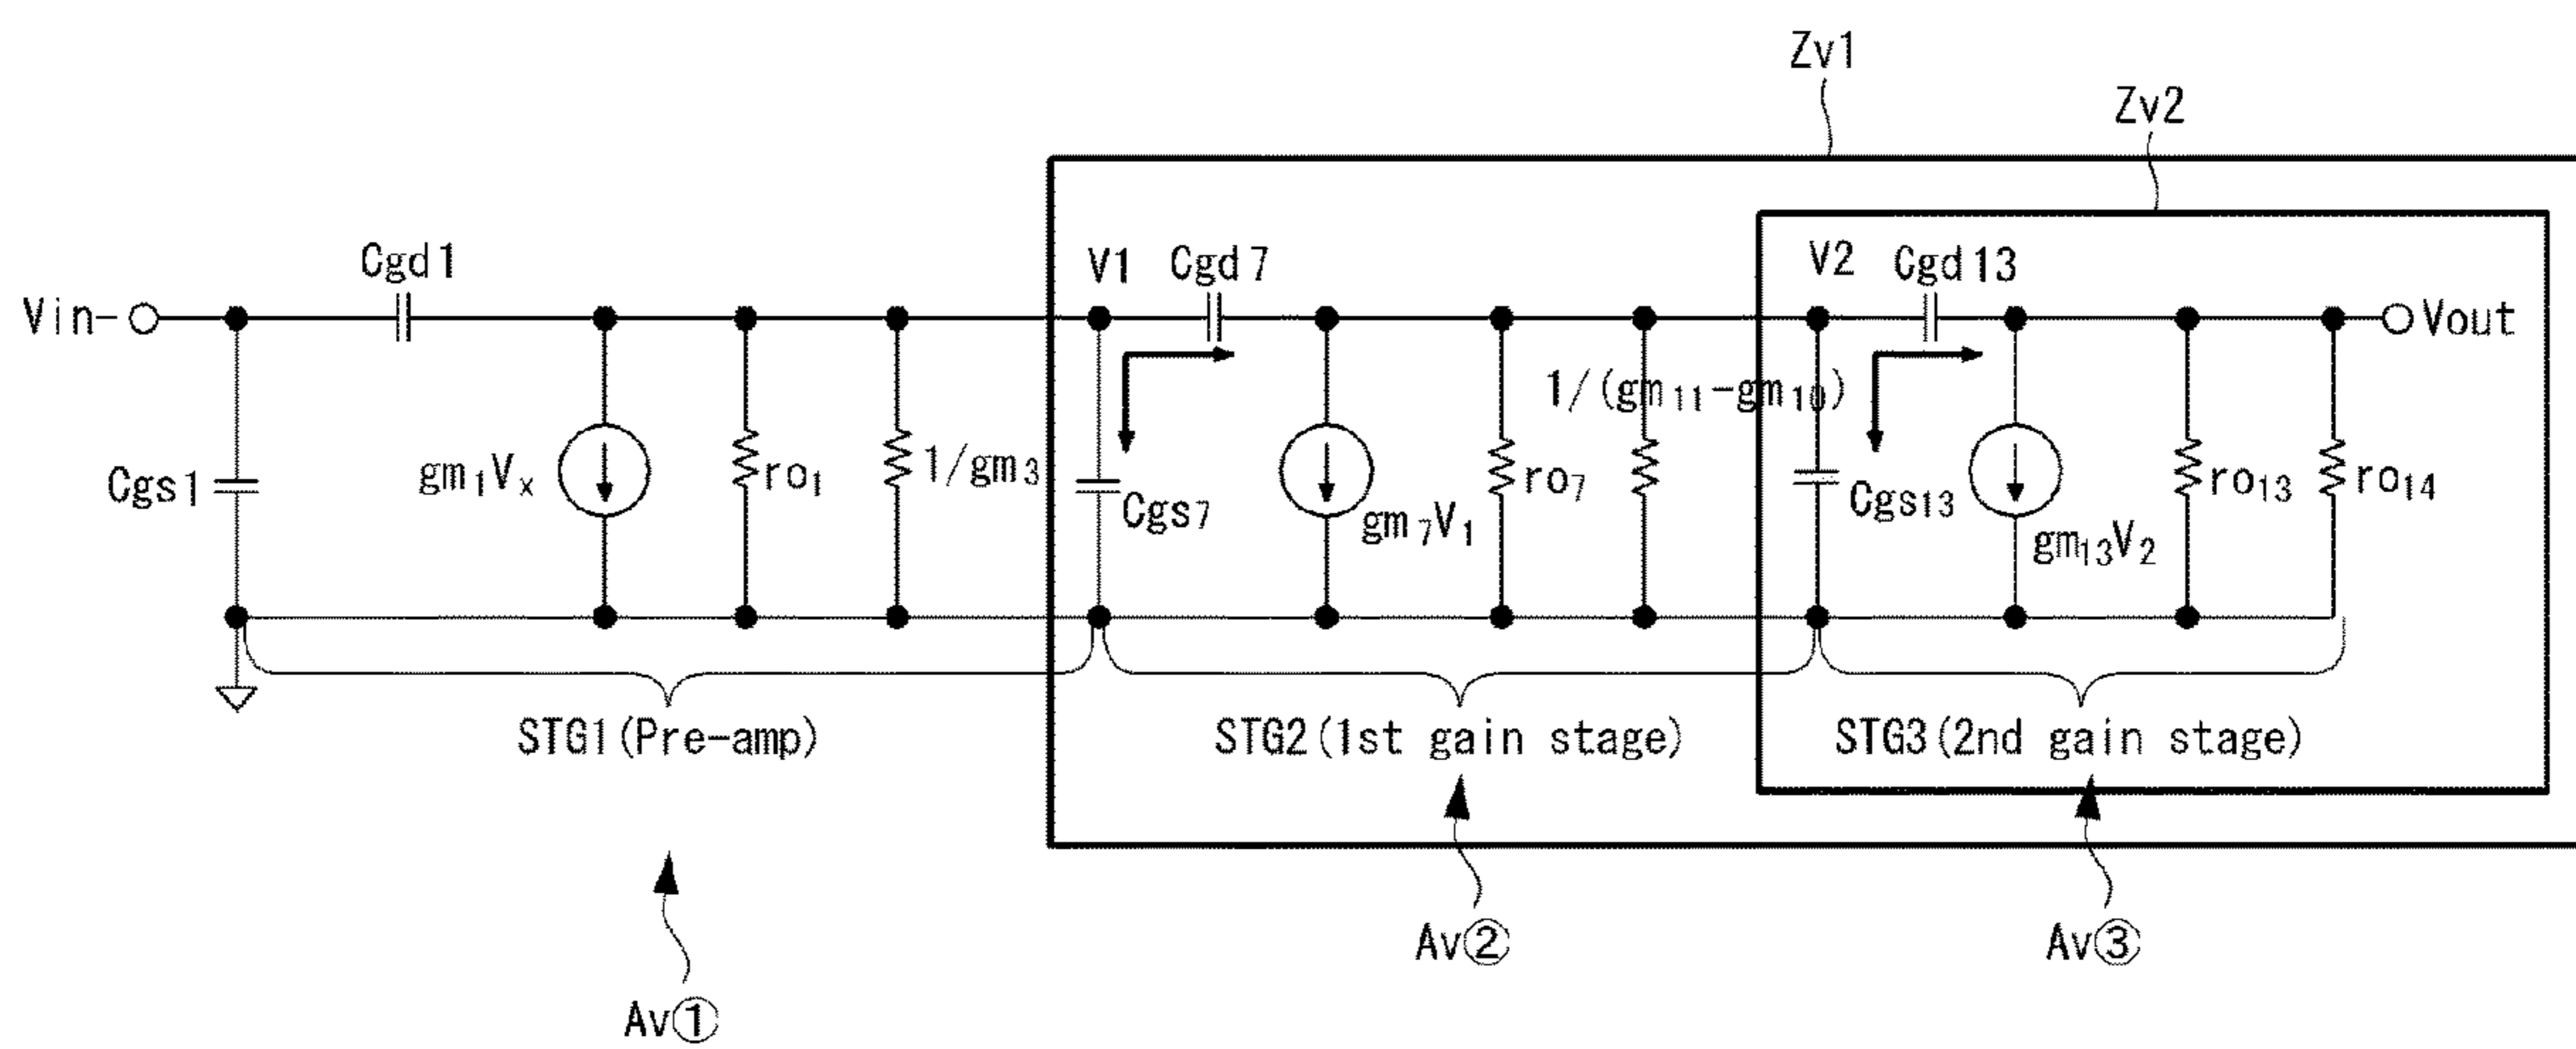 Zv1
Zv2
Cgd1
V1
Cgd7
V2
Cgd13
Vin-
Vout
1/(gm11-gm10)
Cgs1
gm1Vx
ro1
1/gm3
Cgs7
gm7V1
ro7
Cgs13
gm13V2
ro13
ro14
STG1(Pre-amp)
STG2(1st gain stage)
STG3(2nd gain stage)
Av②
Av③
Av①